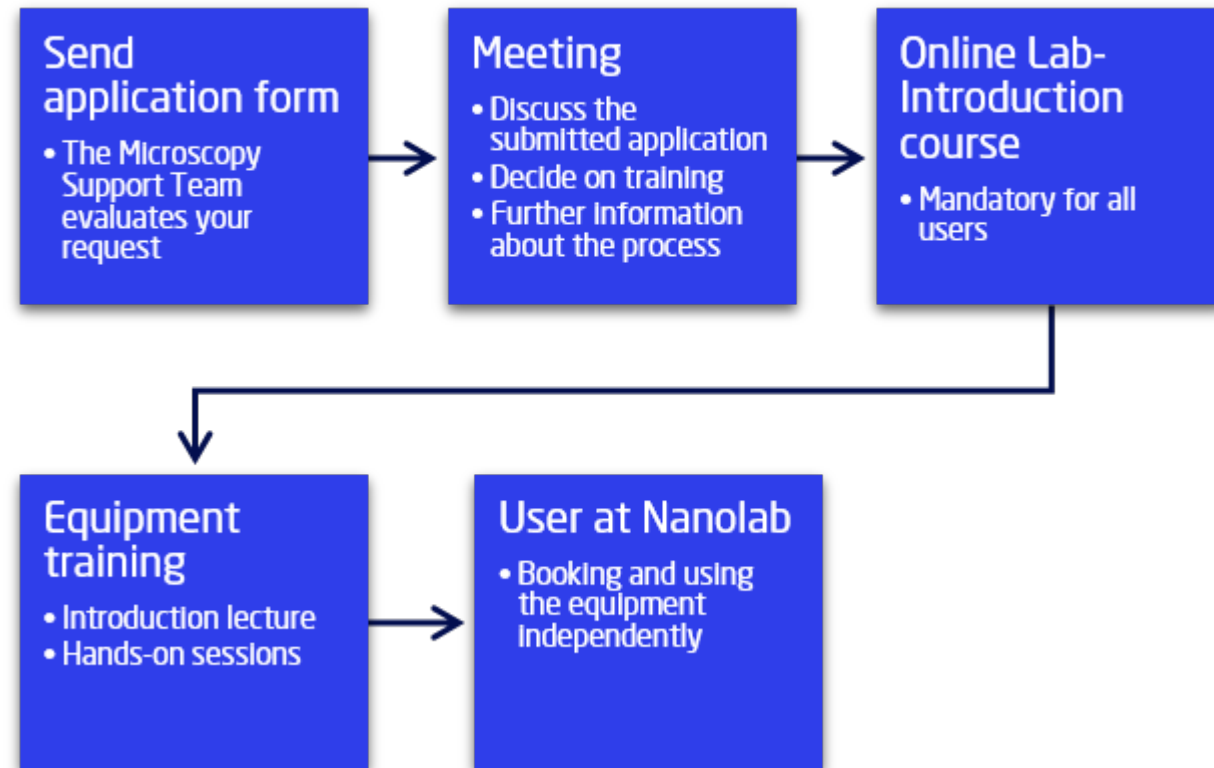 Send
application form
• The Microscopy
Support Team
evaluates your
request
Meeting
• Discuss the
submitted application
• Decide on training
• Further information
about the process
Online Lab-
Introduction
course
• Mandatory for all
users
Equipment
training
• Introduction lecture
• Hands-on sessions
User at Nanolab
• Booking and using
the equipment
independently